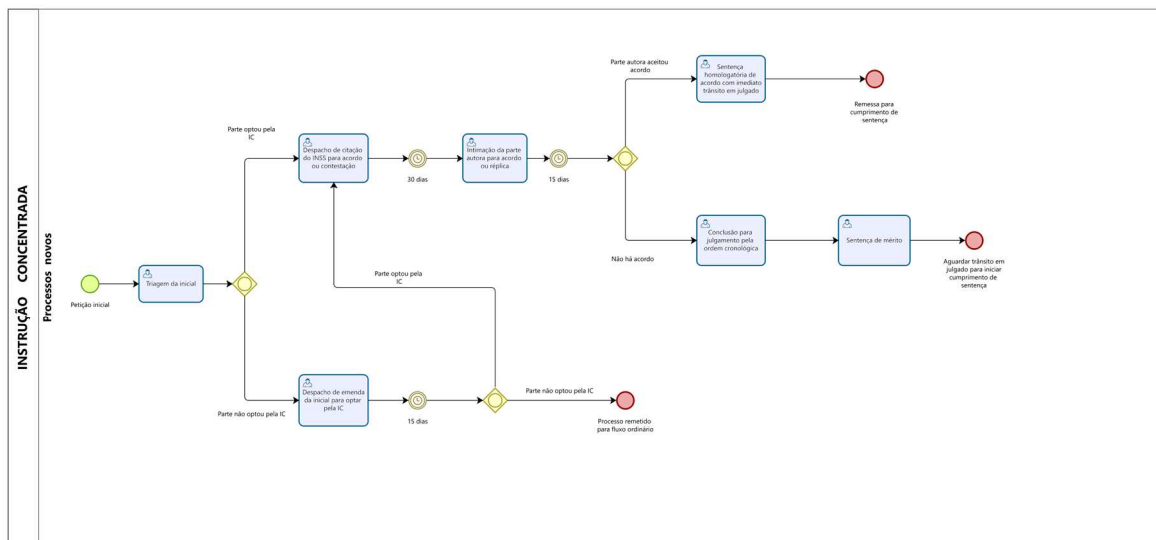 INSTRUÇÃO CONCENTRADA
Processos novos
Petição inicial
Triagem da inicial
Parte optou pela
IC
Despacho de citação
do INSS para acordo
ou contestação
30 dias
Intimação da parte
autora para acordo
ou réplica
15 dias
Parte autora aceitou
acordo
Sentença
homologatória de
acordo com imediato
trânsito em julgado
Remessa para
cumprimento de
sentença
Não há acordo
Conclusão para
julgamento pela
ordem cronológica
Sentença de mérito
Aguardar trânsito em
julgado para iniciar
cumprimento de
sentença
Parte optou pela
IC
Parte não optou pela IC
Despacho de emenda
da inicial para optar
pela IC
15 dias
Parte não optou pela IC
Processo remetido
para fluxo ordinário